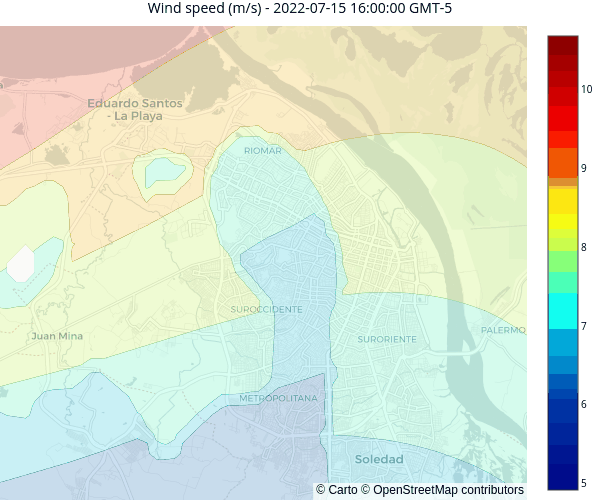 Wind speed (m/s) - 2022-07-15 16:00:00 GMT-5
Eduardo Santos
- La Playa
RIOMAR
SUROCCIDENTE
PALERMO
Juan Mina
SURORIENTE
METROPOLITANA
Soledad
© Carto © OpenStreetMap contributors
10
9
8
7
6
5